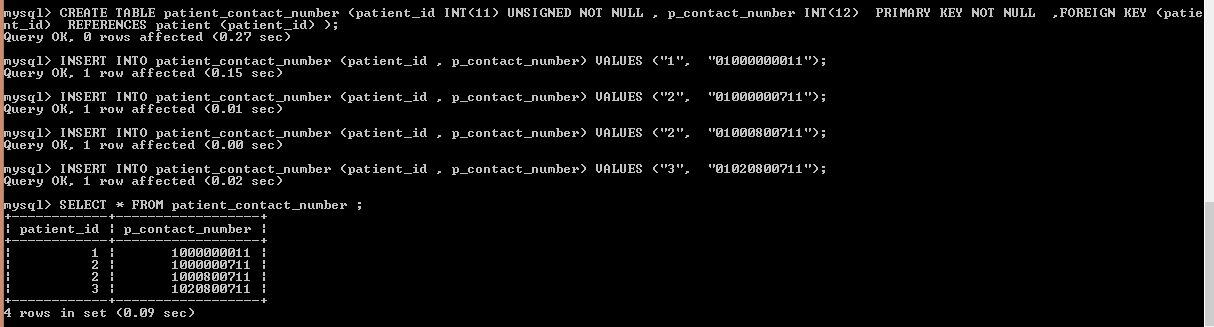 mysql> CREATE TABLE patient_contact_number (patient_id INT(11) UNSIGNED NOT NULL , p_contact_number INT(12)  PRIMARY KEY NOT NULL  ,FOREIGN KEY (patie
nt_id)  REFERENCES patient (patient_id) );
Query OK, 0 rows affected (0.27 sec)

mysql> INSERT INTO patient_contact_number (patient_id , p_contact_number) VALUES ("1",  "01000000011");
Query OK, 1 row affected (0.15 sec)

mysql> INSERT INTO patient_contact_number (patient_id , p_contact_number) VALUES ("2",  "01000000711");
Query OK, 1 row affected (0.01 sec)

mysql> INSERT INTO patient_contact_number (patient_id , p_contact_number) VALUES ("2",  "01000800711");
Query OK, 1 row affected (0.00 sec)

mysql> INSERT INTO patient_contact_number (patient_id , p_contact_number) VALUES ("3",  "01020800711");
Query OK, 1 row affected (0.02 sec)

mysql> SELECT * FROM patient_contact_number ;
+------------+------------------+
| patient_id | p_contact_number |
+------------+------------------+
|          1 |       1000000011 |
|          2 |       1000000711 |
|          2 |       1000800711 |
|          3 |       1020800711 |
+------------+------------------+
4 rows in set (0.09 sec)